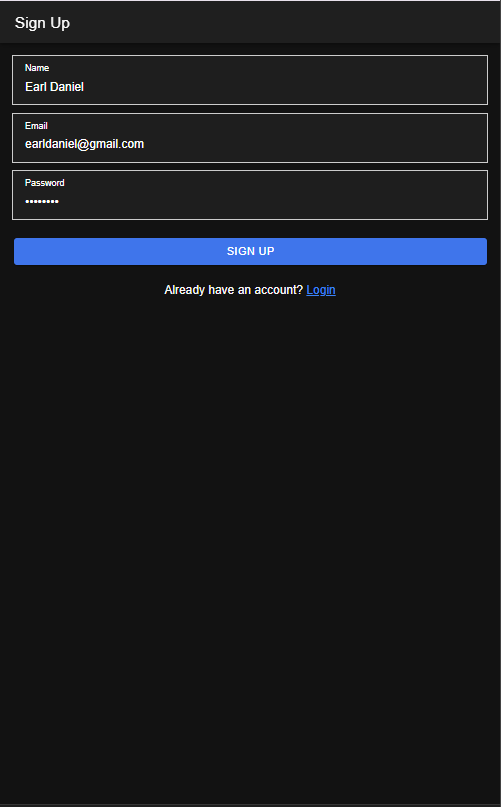 Sign Up
Name
Earl Daniel
Email
earldaniel@gmail.com
Password
••••••••
SIGN UP
Already have an account? Login